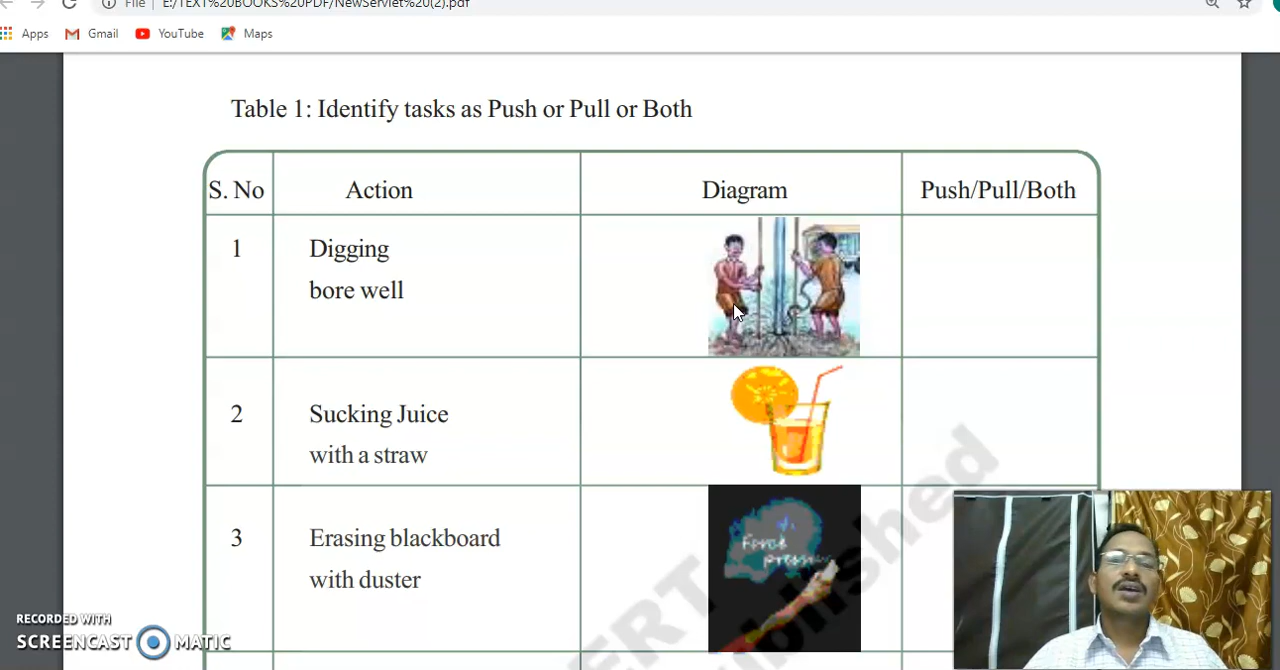 File
E:/TEXT%20BOOKS%20PDF/NewServlet%20(2).pdf
Apps
Gmail
YouTube
Maps
Table 1: Identify tasks as Push or Pull or Both
S. No
Action
Diagram
Push/Pull/Both
1
Digging
bore well
2
Sucking Juice
with a straw
3
Erasing blackboard
with duster
Force
pressure
RECORDED WITH
SCREENCAST MATIC